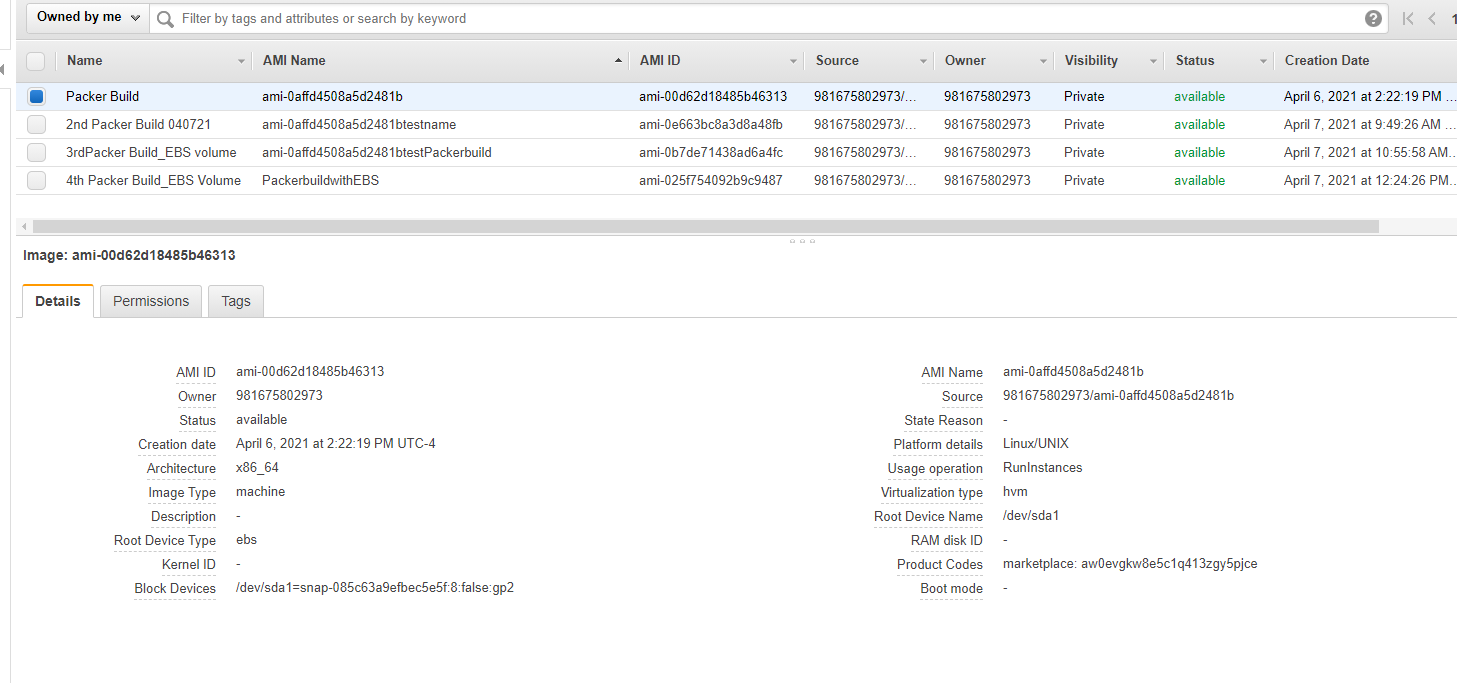 Owned by me Filter by tags and attributes or search by keyword
Name AMI Name AMI ID Source Owner Visibility Status Creation Date
Packer Build ami-0affd4508a5d2481b ami-00d62d18485b46313 981675802973/... 981675802973 Private available April 6, 2021 at 2:22:19 PM ...
2nd Packer Build 040721 ami-0affd4508a5d2481btestname ami-0e663bc8a3d8a48fb 981675802973/... 981675802973 Private available April 7, 2021 at 9:49:26 AM ...
3rdPacker Build_EBS volume ami-0affd4508a5d2481btestPackerbuild ami-0b7de71438ad6a4fc 981675802973/... 981675802973 Private available April 7, 2021 at 10:55:58 AM...
4th Packer Build_EBS Volume PackerbuildwithEBS ami-025f754092b9c9487 981675802973/... 981675802973 Private available April 7, 2021 at 12:24:26 PM...
Image: ami-00d62d18485b46313
Details Permissions Tags
AMI ID ami-00d62d18485b46313 AMI Name ami-0affd4508a5d2481b
Owner 981675802973 Source 981675802973/ami-0affd4508a5d2481b
Status available State Reason -
Creation date April 6, 2021 at 2:22:19 PM UTC-4 Platform details Linux/UNIX
Architecture x86_64 Usage operation RunInstances
Image Type machine Virtualization type hvm
Description - Root Device Name /dev/sda1
Root Device Type ebs RAM disk ID -
Kernel ID - Product Codes marketplace: aw0evgkw8e5c1q413zgy5pjce
Block Devices /dev/sda1=snap-085c63a9efbec5e5f:8:false:gp2 Boot mode -